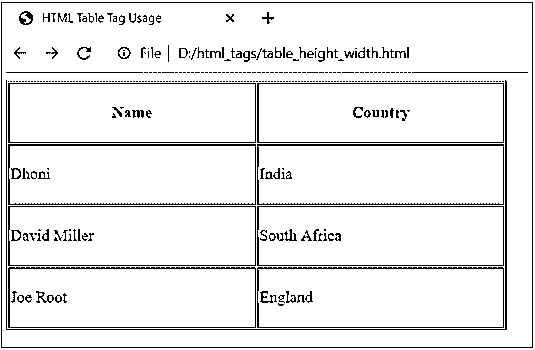 HTML Table Tag Usage
File D:/html_tags/table_height_width.html
Name Country
Dhoni India
David Miller South Africa
Joe Root England